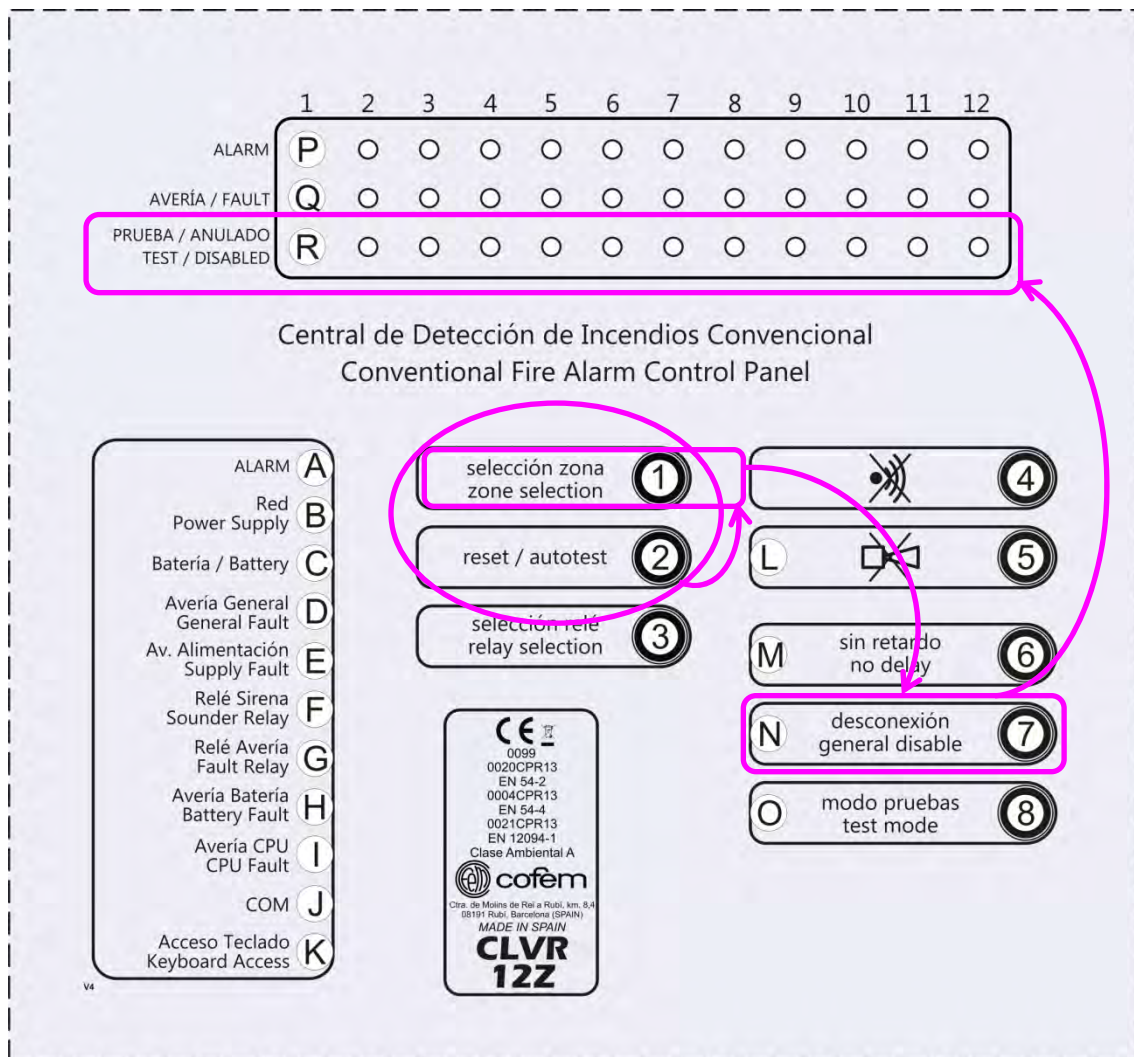 1 2 3 4 5 6 7 8 9 10 11 12
ALARM P
AVERÍA / FAULT Q
PRUEBA / ANULADO
TEST / DISABLED R
Central de Detección de Incendios Convencional
Conventional Fire Alarm Control Panel
ALARM A
Red
Power Supply B
Batería / Battery C
Avería General
General Fault D
Av. Alimentación
Supply Fault E
Relé Sirena
Sounder Relay F
Relé Avería
Fault Relay G
Avería Batería
Battery Fault H
Avería CPU
CPU Fault I
COM J
Acceso Teclado
Keyboard Access K
V4
selección zona
zone selection 1
reset / autotest 2
selección relé
relay selection 3
CE
0099
0020CPR13
EN 54-2
0004CPR13
EN 54-4
0021CPR13
EN 12094-1
Clase Ambiental A
cofem
Ctra. de Molins de Rei a Rubí, km. 8,4
08191 Rubí, Barcelona (SPAIN)
MADE IN SPAIN
CLVR
12Z
4
L 5
M sin retardo
no delay 6
N desconexión
general disable 7
O modo pruebas
test mode 8